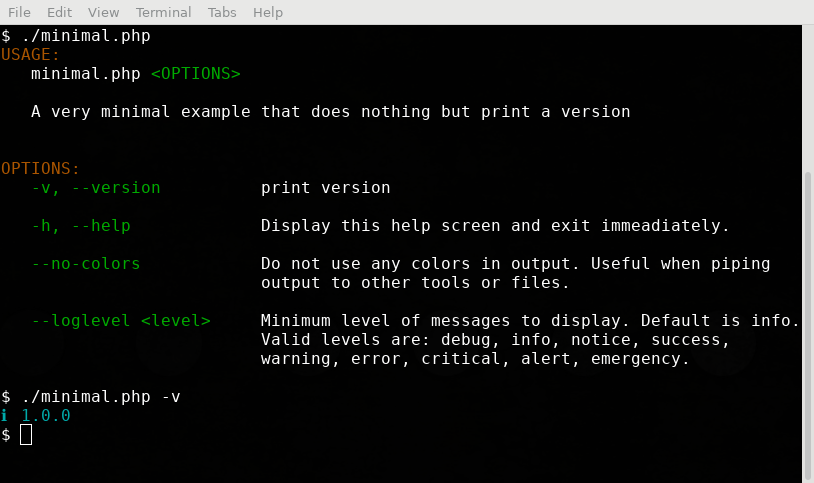 File Edit View Terminal Tabs Help
$ ./minimal.php
USAGE:
minimal.php <OPTIONS>
A very minimal example that does nothing but print a version
OPTIONS:
-v, --version print version
-h, --help Display this help screen and exit immeadiately.
--no-colors Do not use any colors in output. Useful when piping
output to other tools or files.
--loglevel <level> Minimum level of messages to display. Default is info.
Valid levels are: debug, info, notice, success,
warning, error, critical, alert, emergency.
$ ./minimal.php -v
ℹ 1.0.0
$